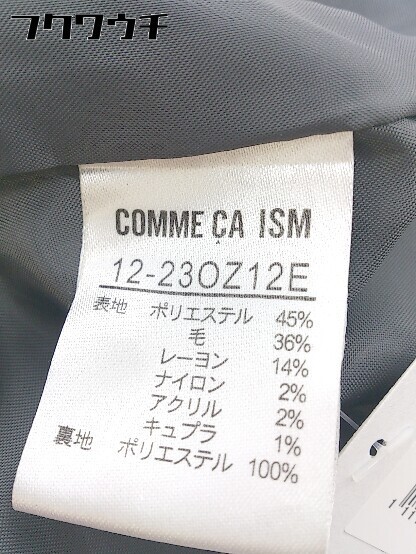 フクワウチ
COMME ÇA ISM
12-23OZ12E
表地 ポリエステル 45%
毛 36%
レーヨン 14%
ナイロン 2%
アクリル 2%
キュプラ 1%
裏地 ポリエステル 100%